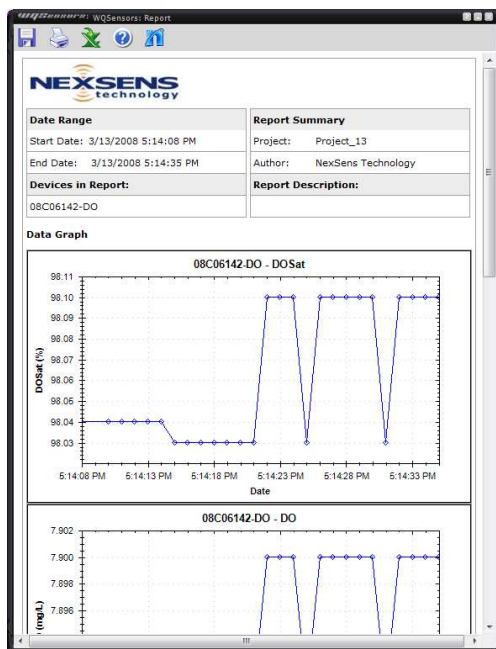 WQSensors: WQSensors: Report
NEXSENS
technology
Date Range
Report Summary
Start Date: 3/13/2008 5:14:08 PM
Project: Project_13
End Date: 3/13/2008 5:14:35 PM
Author: NexSens Technology
Devices in Report:
Report Description:
08C06142-DO
Data Graph
08C06142-DO - DOSat
98.11
98.10
98.09
98.08
98.07
98.06
98.05
98.04
98.03
DOSat (%)
5:14:08 PM 5:14:13 PM 5:14:18 PM 5:14:23 PM 5:14:28 PM 5:14:33 PM
Date
08C06142-DO - DO
7.902
7.900
7.898
7.896
(mg/L)